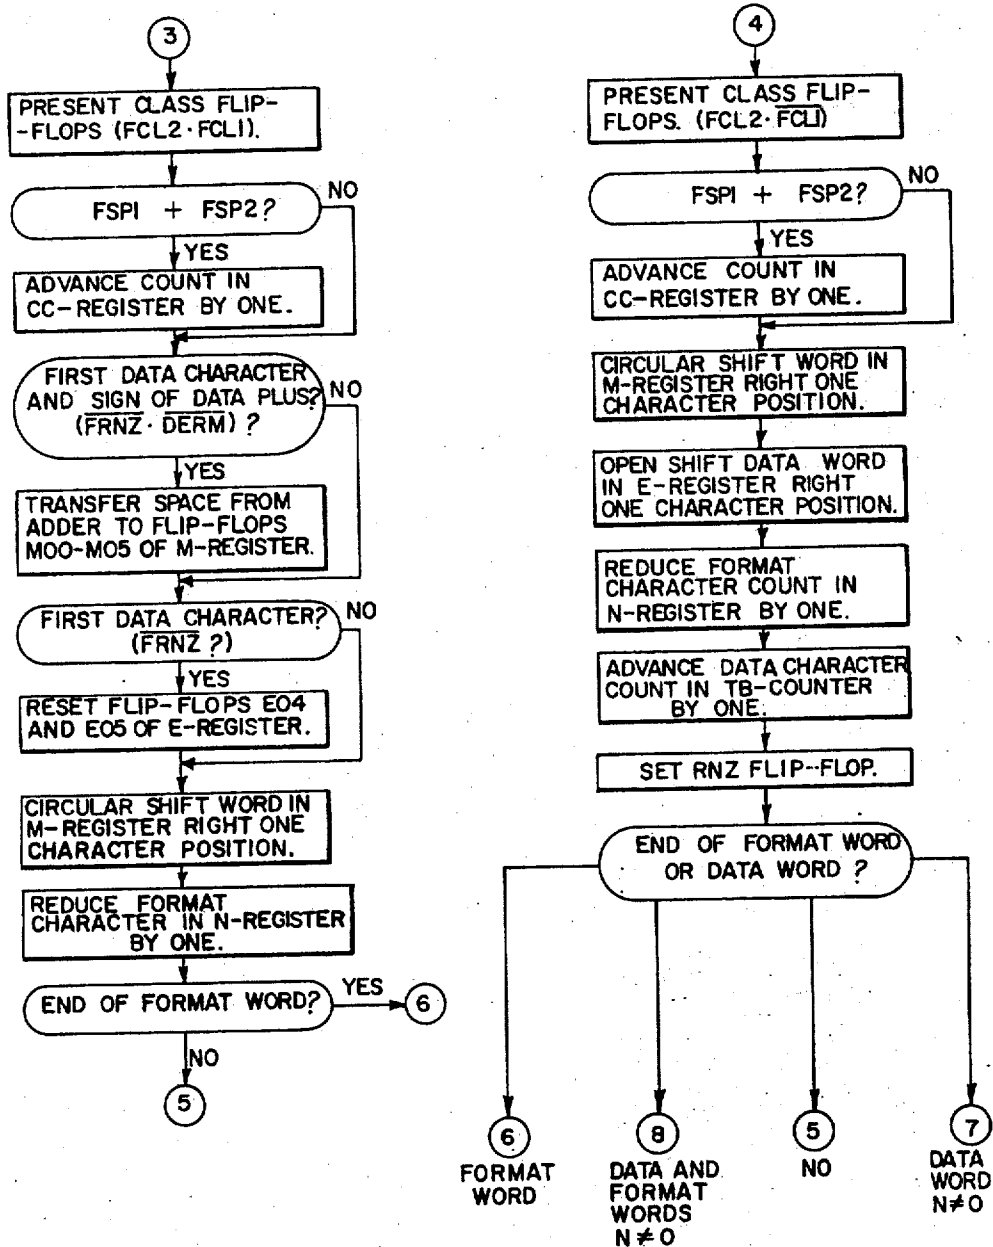 3
PRESENT CLASS FLIP-
-FLOPS (FCL2·FCL1).
FSP1 + FSP2?
NO
YES
ADVANCE COUNT IN
CC-REGISTER BY ONE.
FIRST DATA CHARACTER
AND SIGN OF DATA PLUS?
(F̅R̅N̅Z̅·D̅E̅R̅M̅)?
NO
YES
TRANSFER SPACE FROM
ADDER TO FLIP-FLOPS
M00-M05 OF M-REGISTER.
FIRST DATA CHARACTER?
(F̅R̅N̅Z̅?)
NO
YES
RESET FLIP-FLOPS E04
AND E05 OF E-REGISTER.
CIRCULAR SHIFT WORD IN
M-REGISTER RIGHT ONE
CHARACTER POSITION.
REDUCE FORMAT
CHARACTER IN N-REGISTER
BY ONE.
END OF FORMAT WORD?
YES
6
NO
5
4
PRESENT CLASS FLIP-
FLOPS. (FCL2·F̅C̅L̅1̅)
FSP1 + FSP2?
NO
YES
ADVANCE COUNT IN
CC-REGISTER BY ONE.
CIRCULAR SHIFT WORD IN
M-REGISTER RIGHT ONE
CHARACTER POSITION.
OPEN SHIFT DATA WORD
IN E-REGISTER RIGHT
ONE CHARACTER POSITION.
REDUCE FORMAT
CHARACTER COUNT IN
N-REGISTER BY ONE.
ADVANCE DATA CHARACTER
COUNT IN TB-COUNTER
BY ONE.
SET RNZ FLIP-FLOP.
END OF FORMAT WORD
OR DATA WORD?
6
FORMAT
WORD
8
DATA AND
FORMAT
WORDS
N≠0
5
NO
7
DATA
WORD
N≠0